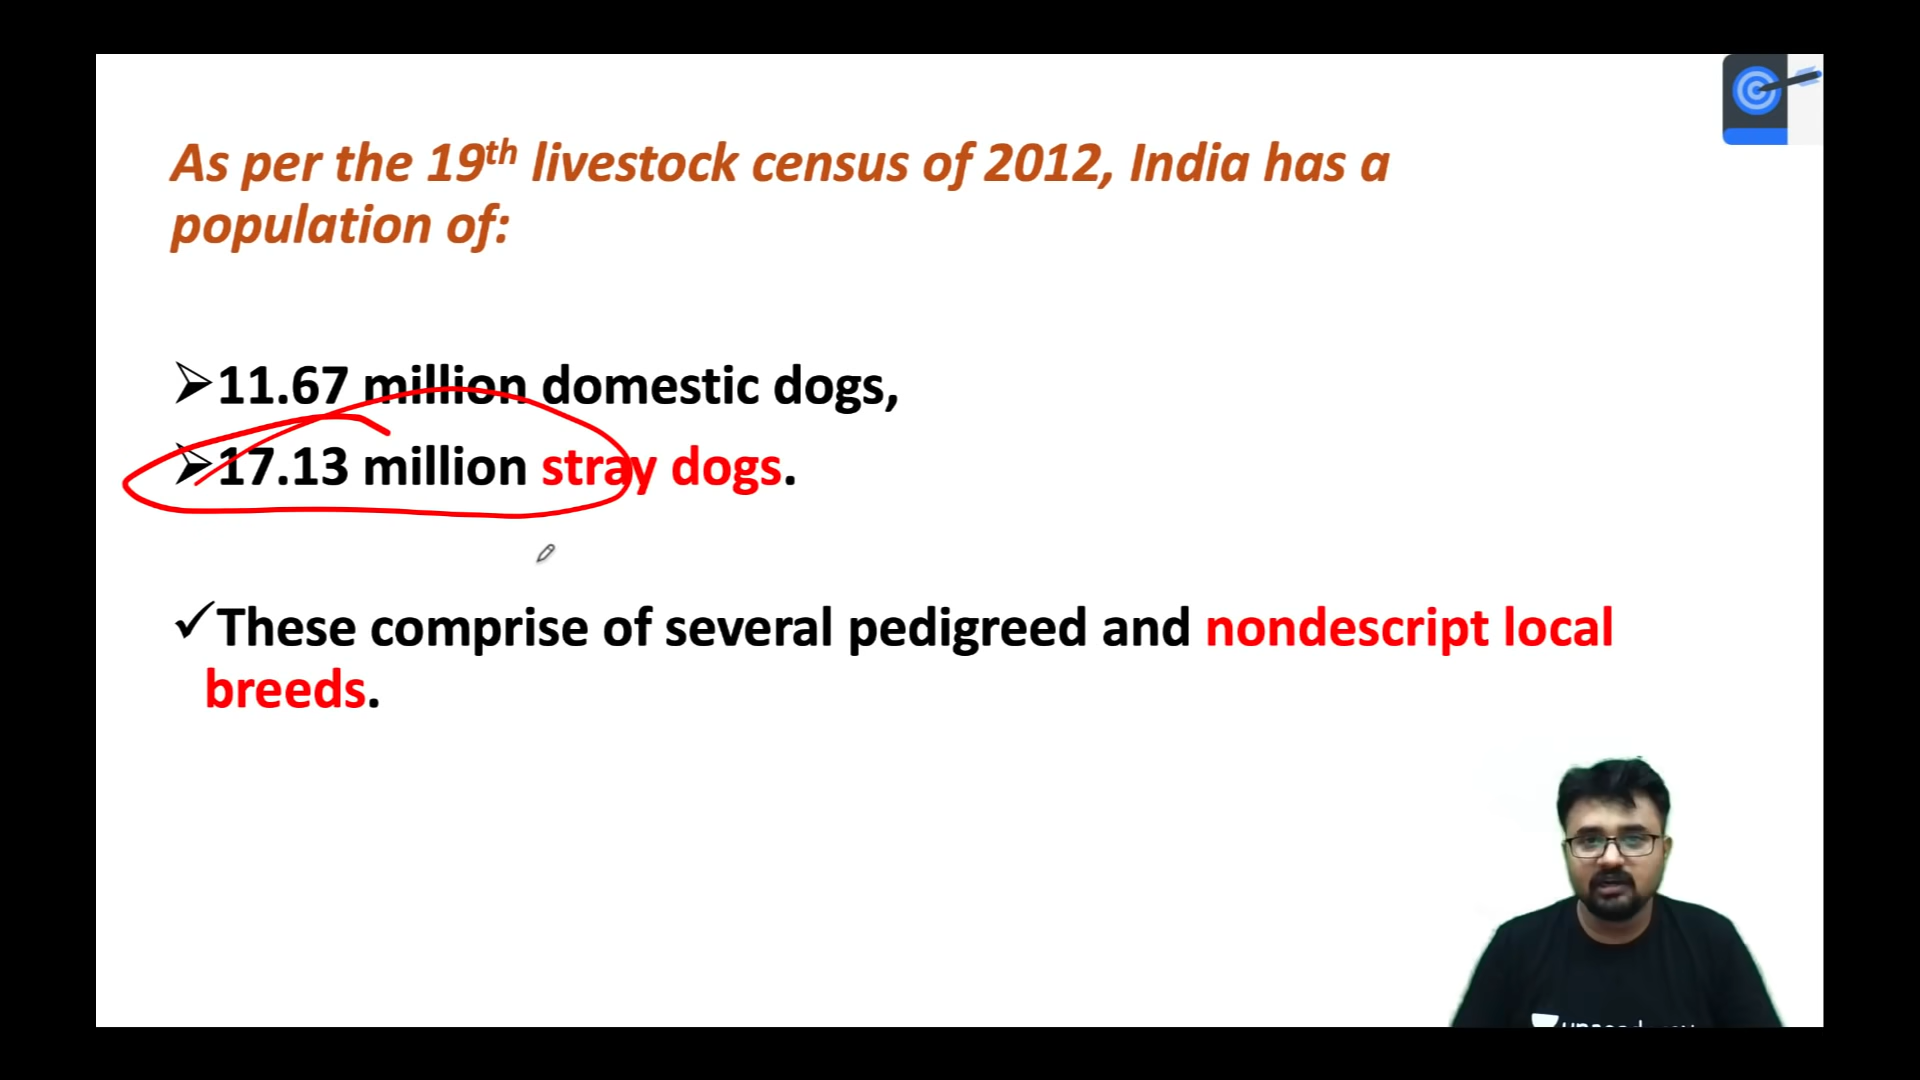 As per the 19th livestock census of 2012, India has a
population of:
➢11.67 million domestic dogs,
➢17.13 million stray dogs.
✓These comprise of several pedigreed and nondescript local
breeds.